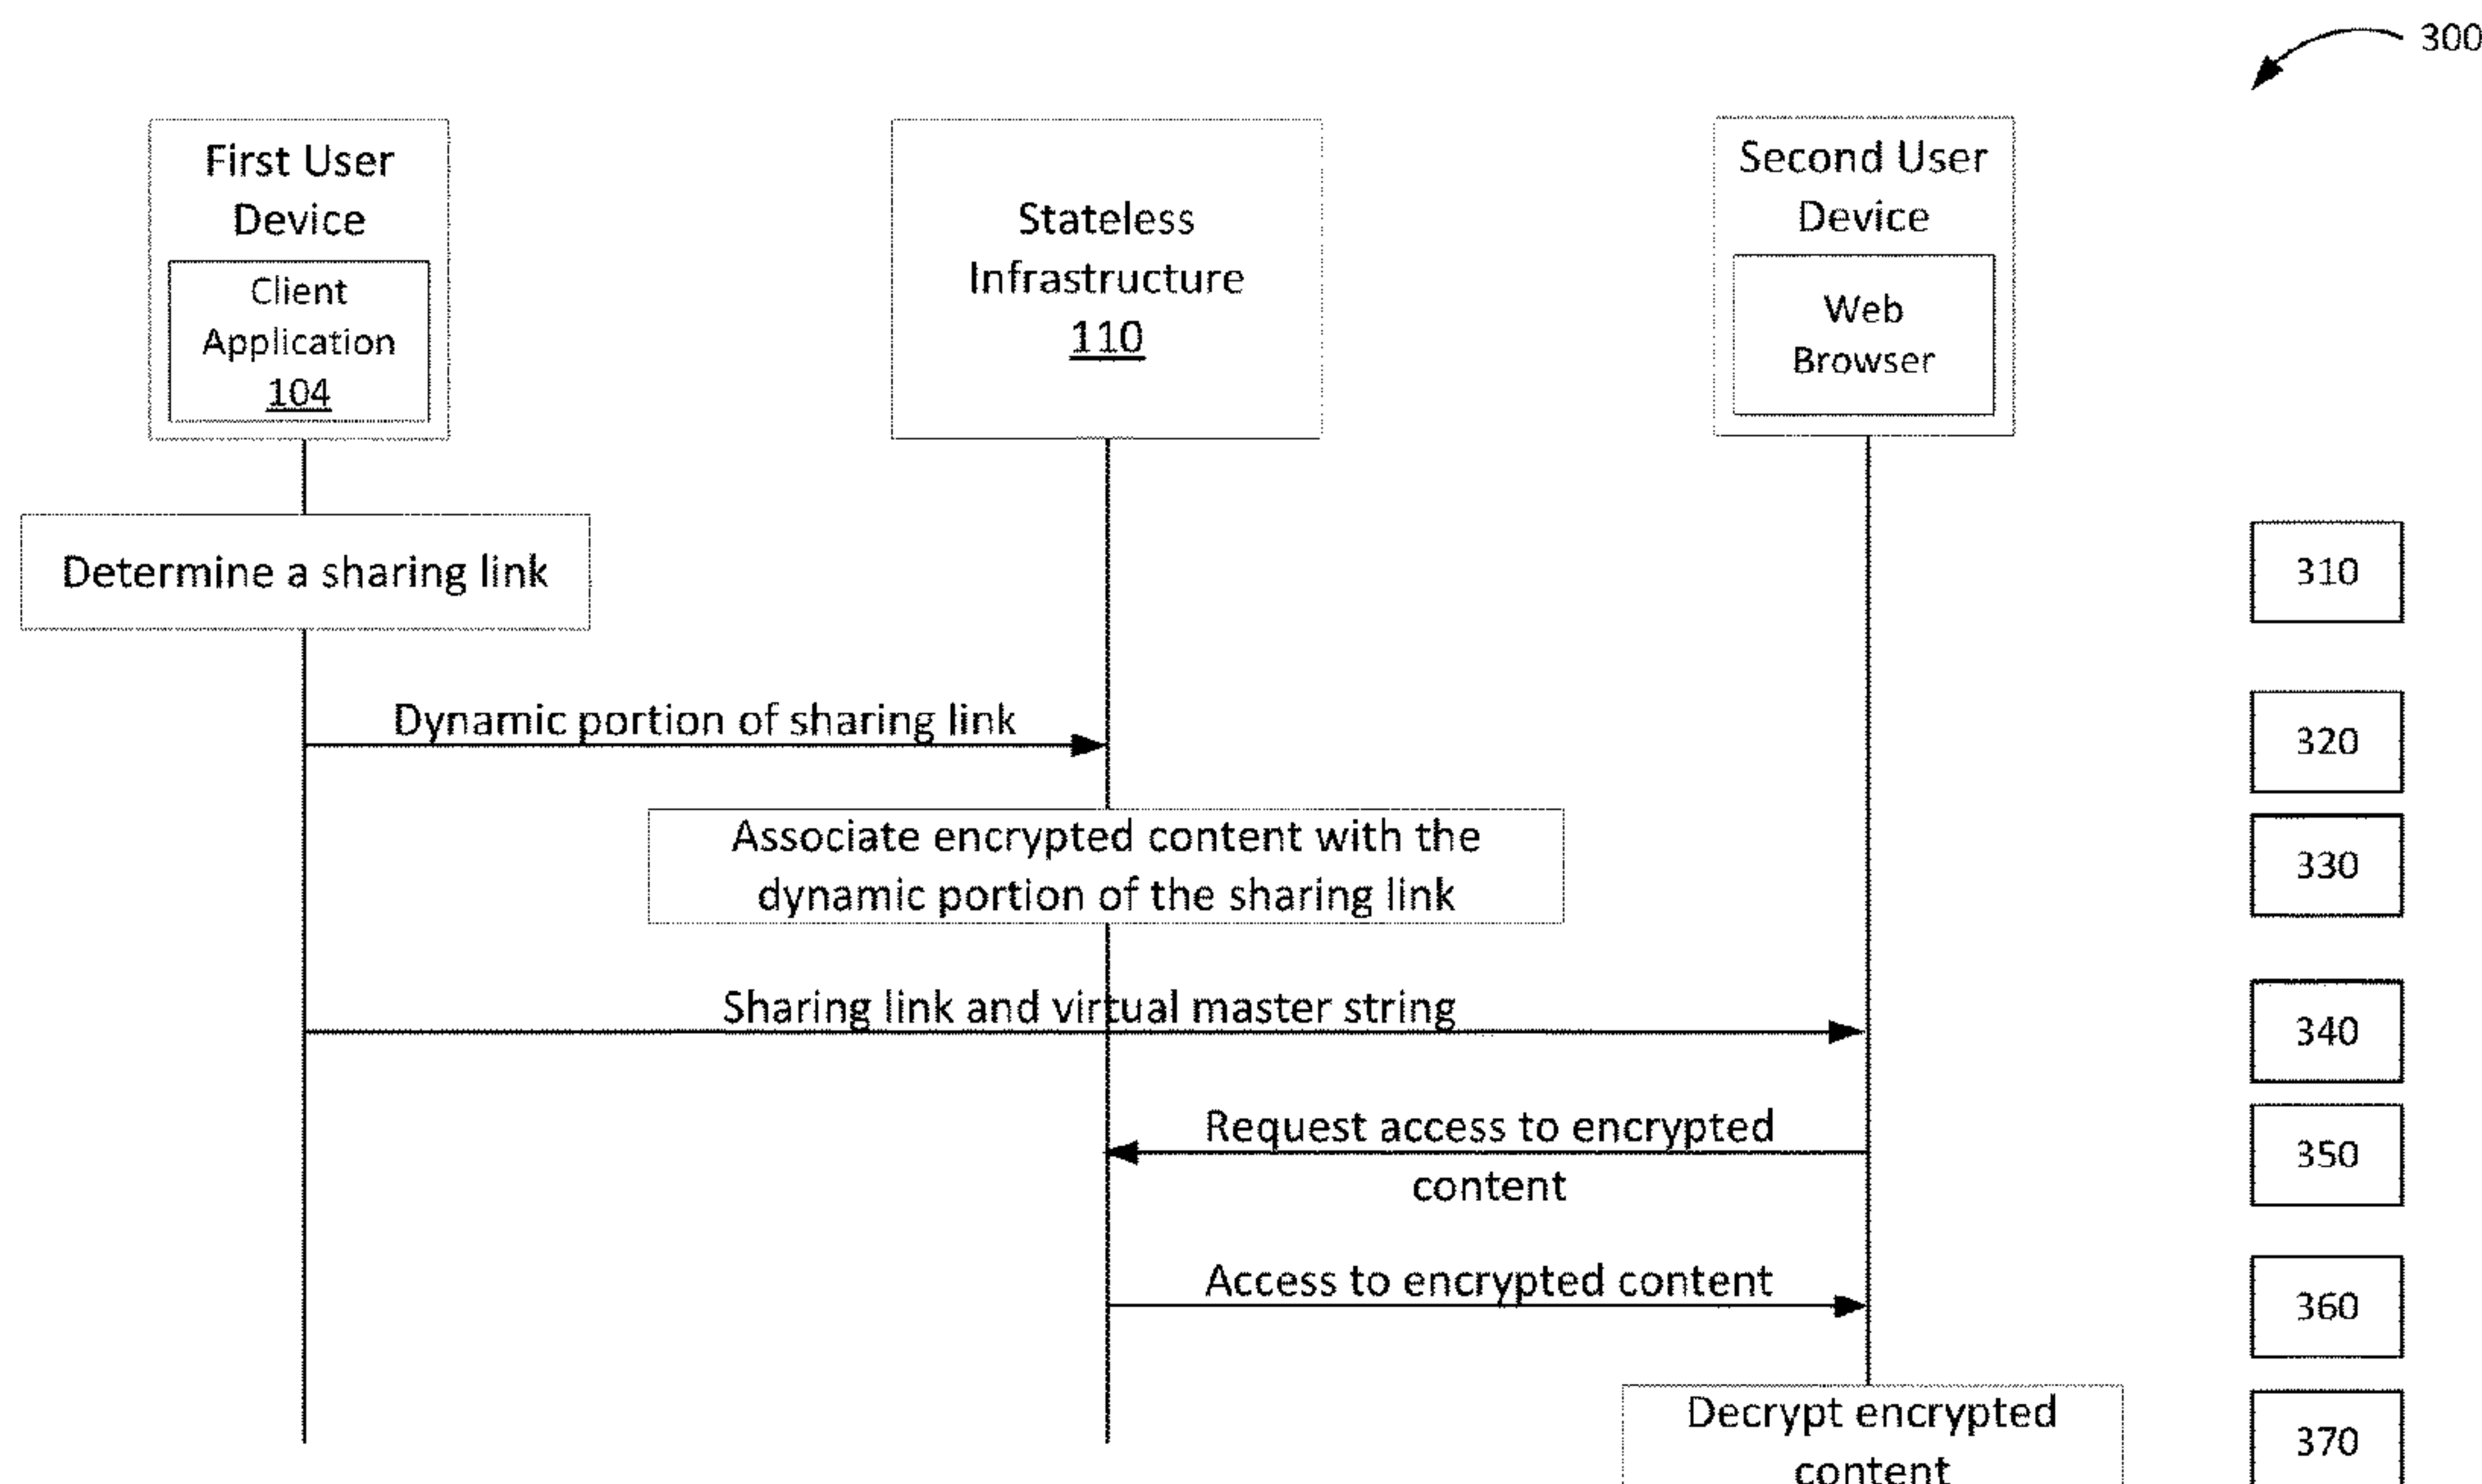 300
First User
Device
Client
Application
104
Stateless
Infrastructure
110
Second User
Device
Web
Browser
Determine a sharing link
310
Dynamic portion of sharing link
320
Associate encrypted content with the
dynamic portion of the sharing link
330
Sharing link and virtual master string
340
Request access to encrypted
content
350
Access to encrypted content
360
Decrypt encrypted
content
370